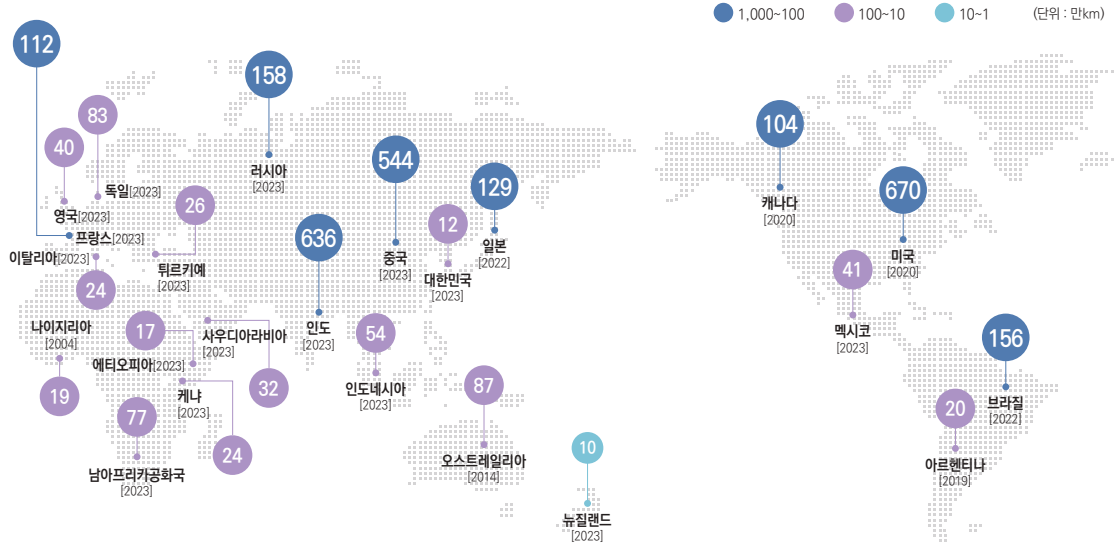 1,000~100
100~10
10~1
(단위 : 만km)
112
158
83
40
544
129
104
670
독일[2023]
러시아
[2023]
영국[2023]
26
636
12
프랑스[2023]
이탈리아[2023]
튀르키예
[2023]
중국
[2023]
대한민국
[2023]
일본
[2022]
캐나다
[2020]
미국
[2020]
24
41
나이지리아
[2004]
17
사우디아라비아
[2023]
인도
[2023]
54
멕시코
[2023]
156
에티오피아[2023]
19
케냐
[2023]
32
인도네시아
[2023]
87
브라질
[2022]
77
24
20
남아프리카공화국
[2023]
오스트레일리아
[2014]
10
아르헨티나
[2019]
뉴질랜드
[2023]